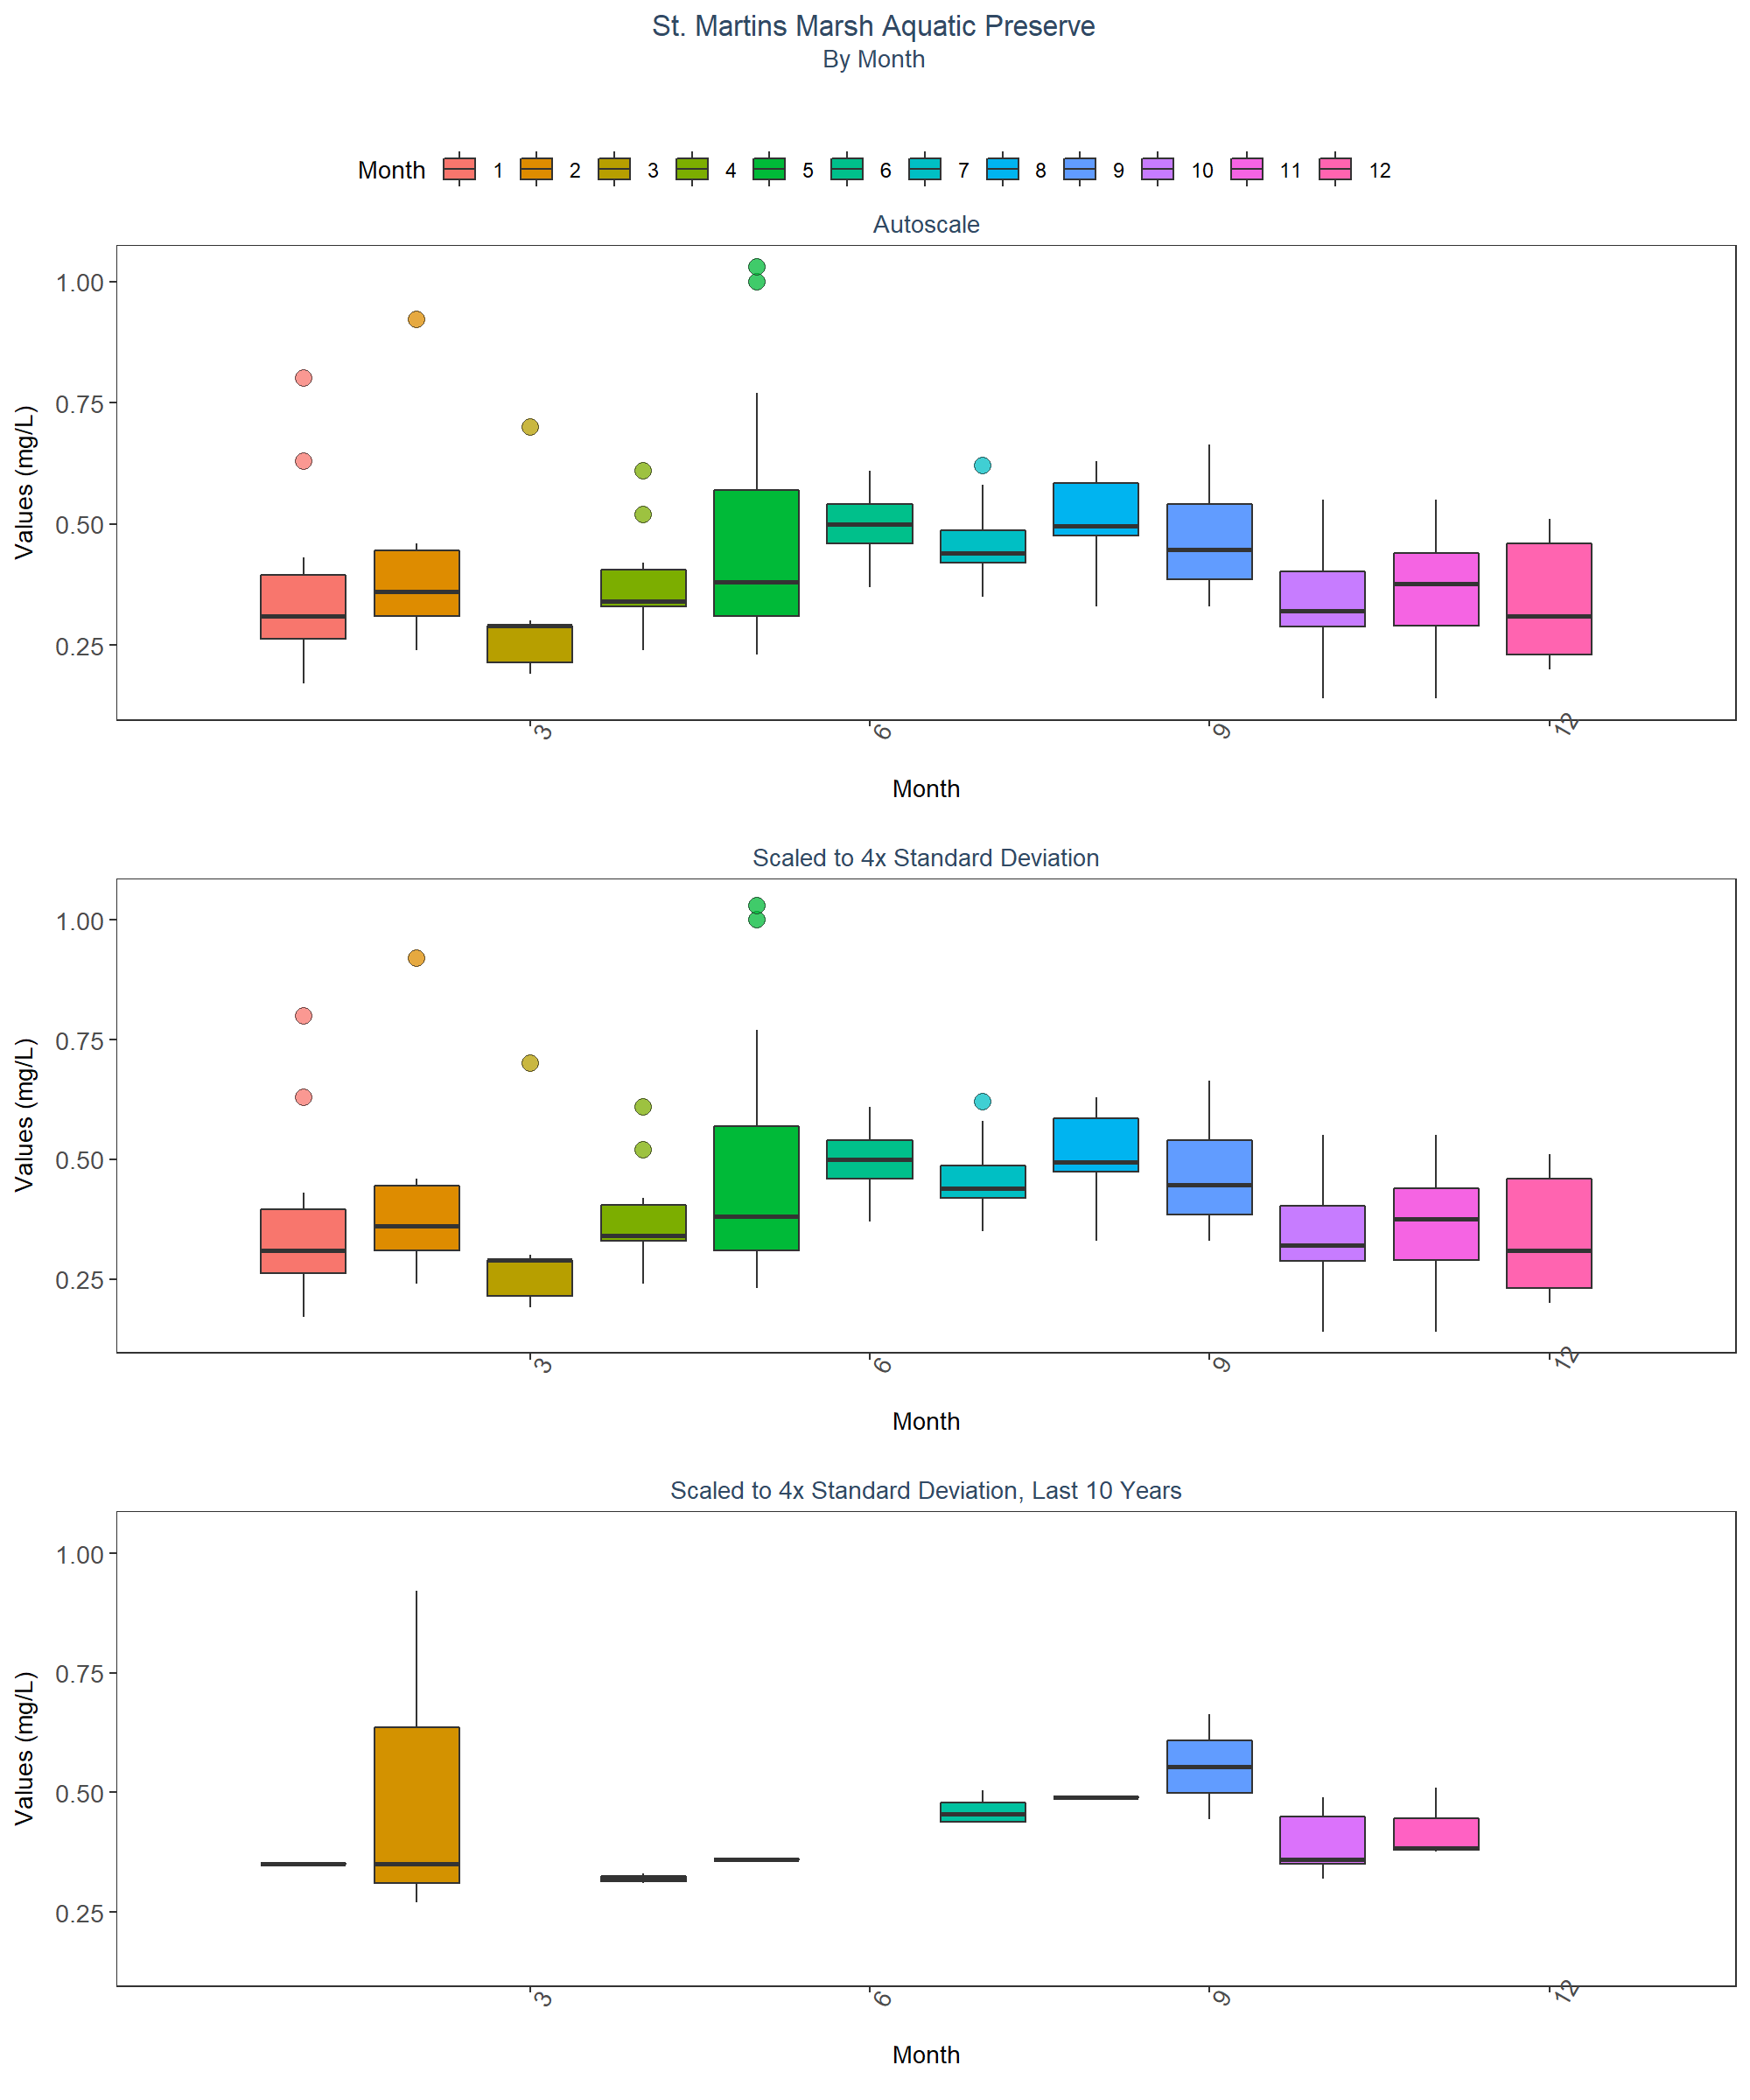 St. Martins Marsh Aquatic Preserve
By Month
Month 1 2 3 4 5 6 7 8 9 10 11 12
Autoscale
Values (mg/L)
1.00
0.75
0.50
0.25
3 6 9 12
Month
Scaled to 4x Standard Deviation
Values (mg/L)
1.00
0.75
0.50
0.25
3 6 9 12
Month
Scaled to 4x Standard Deviation, Last 10 Years
Values (mg/L)
1.00
0.75
0.50
0.25
3 6 9 12
Month